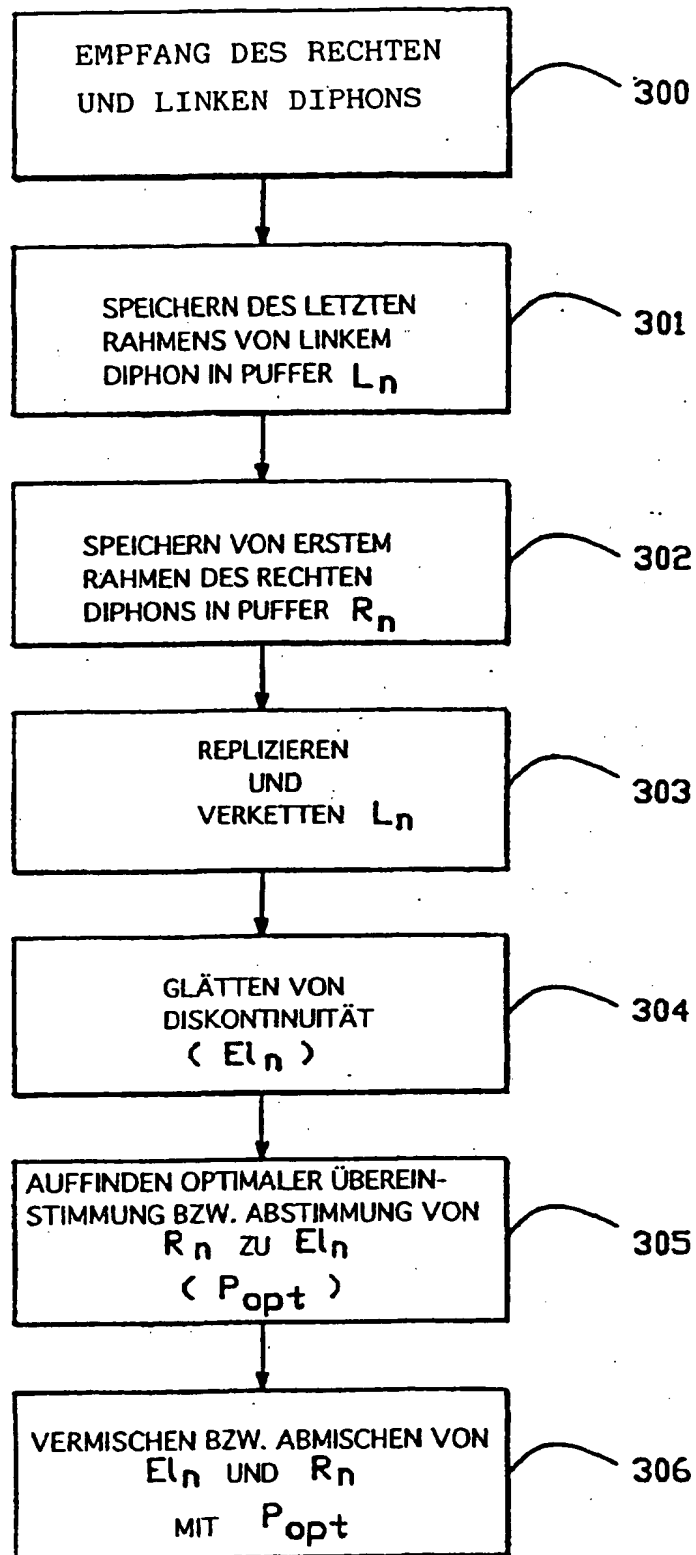 EMPFANG DES RECHTEN
UND LINKEN DIPHONS
300
SPEICHERN DES LETZTEN
RAHMENS VON LINKEM
DIPHON IN PUFFER Ln
301
SPEICHERN VON ERSTEM
RAHMEN DES RECHTEN
DIPHONS IN PUFFER Rn
302
REPLIZIEREN
UND
VERKETTEN Ln
303
GLÄTTEN VON
DISKONTINUITÄT
( Eln )
304
AUFFINDEN OPTIMALER ÜBEREIN-
STIMMUNG BZW. ABSTIMMUNG VON
Rn ZU Eln
( Popt )
305
VERMISCHEN BZW. ABMISCHEN VON
Eln UND Rn
MIT Popt
306